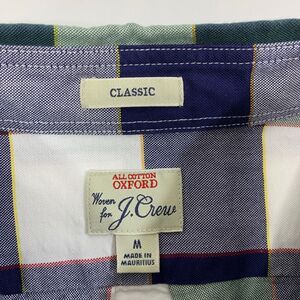 CLASSIC
ALL COTTON
OXFORD
Woven
for J.Crew
M
MADE IN
MAURITIUS